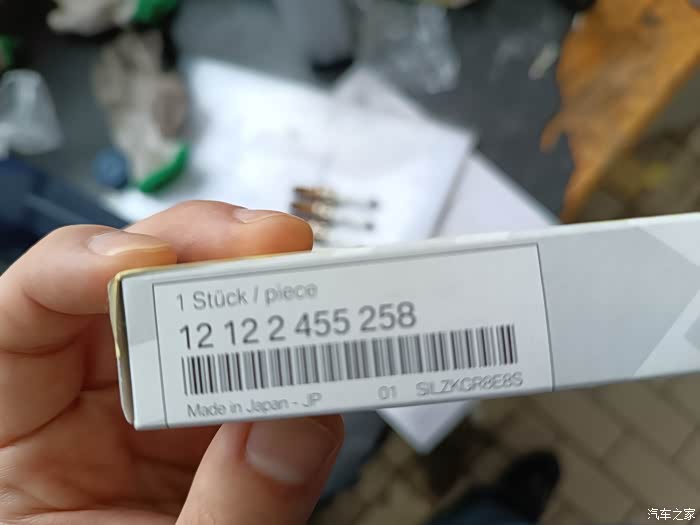 1 Stück / piece
12 12 2 455 258
Made in Japan - JP 01 SILZKGR8E8S
汽车之家